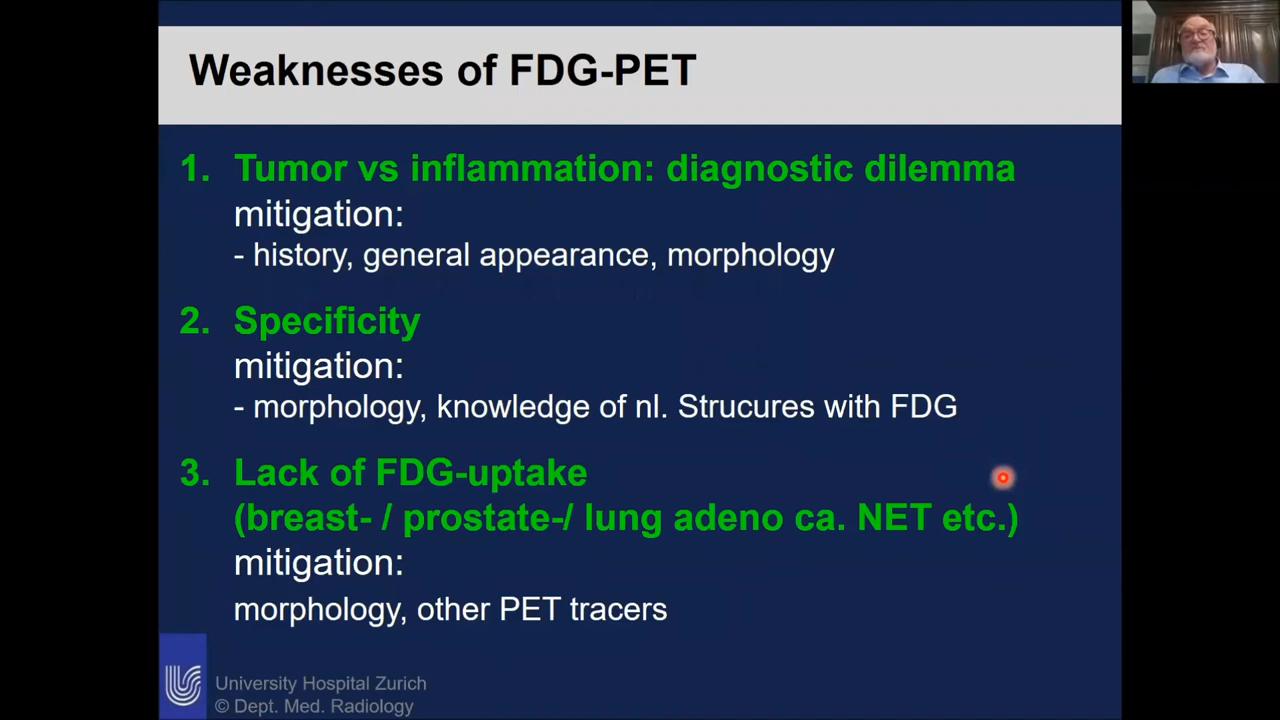 Weaknesses of FDG-PET
1. Tumor vs inflammation: diagnostic dilemma
mitigation:
- history, general appearance, morphology
2. Specificity
mitigation:
- morphology, knowledge of nl. Strucures with FDG
3. Lack of FDG-uptake
(breast- / prostate-/ lung adeno ca. NET etc.)
mitigation:
morphology, other PET tracers
University Hospital Zurich
© Dept. Med. Radiology